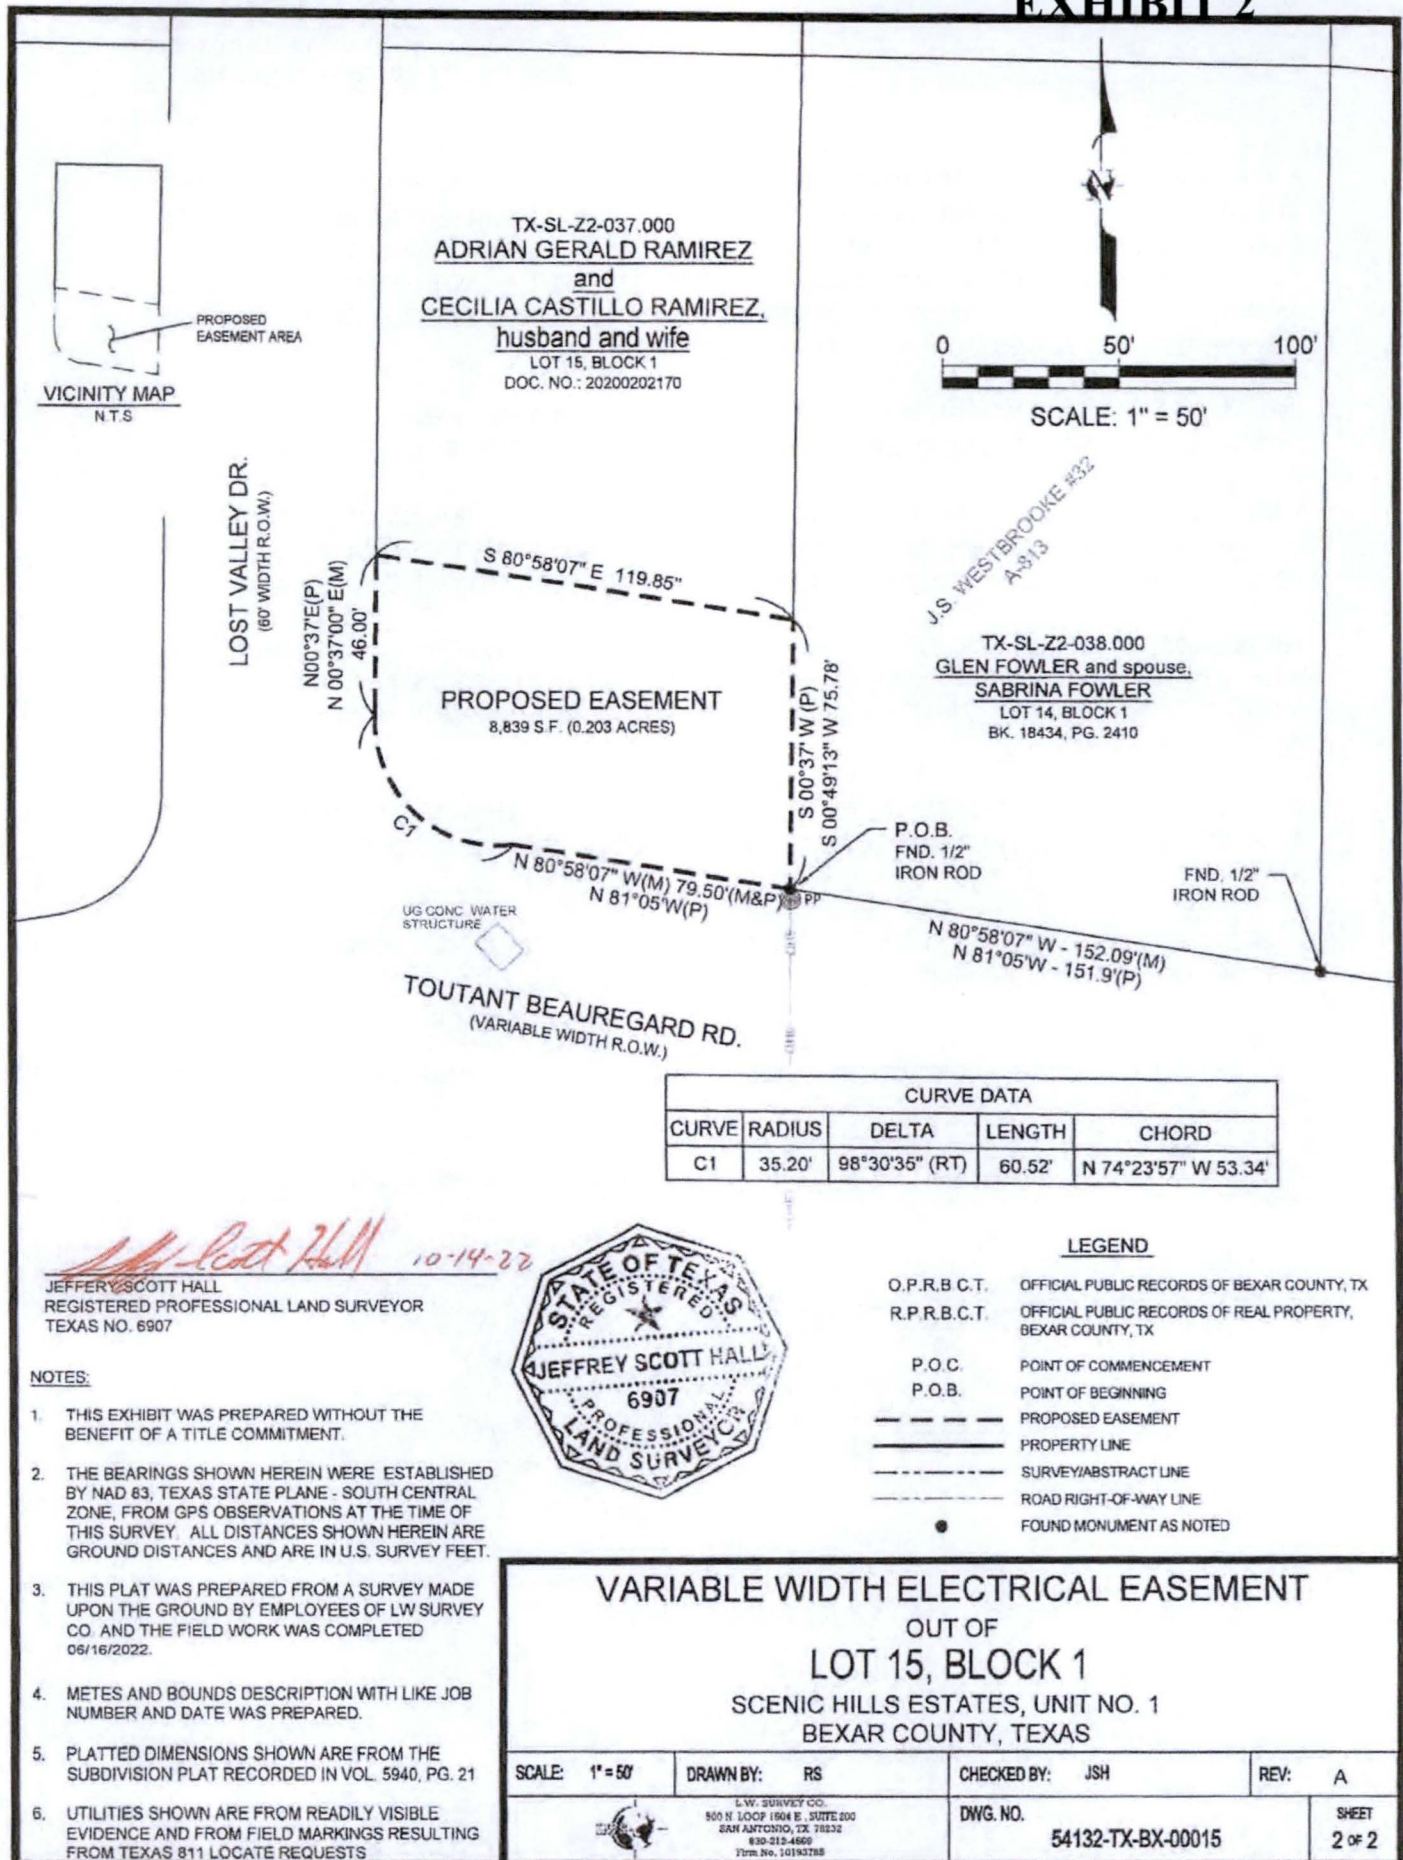 EXHIBIT 2
TX-SL-Z2-037.000
ADRIAN GERALD RAMIREZ
and
CECILIA CASTILLO RAMIREZ,
husband and wife
LOT 15, BLOCK 1
DOC. NO.: 20200202170
PROPOSED
EASEMENT AREA
VICINITY MAP
N.T.S
N
0 50' 100'
SCALE: 1" = 50'
LOST VALLEY DR.
(60' WIDTH R.O.W.)
N00°37'E(P)
N 00°37'00" E(M)
46.00'
S 80°58'07" E 119.85"
J.S. WESTBROOKE #32
A-813
PROPOSED EASEMENT
8,839 S.F. (0.203 ACRES)
S 00°37' W (P)
S 00°49'13" W 75.78'
TX-SL-Z2-038.000
GLEN FOWLER and spouse,
SABRINA FOWLER
LOT 14, BLOCK 1
BK. 18434, PG. 2410
C1
P.O.B.
FND. 1/2"
IRON ROD
FND. 1/2"
IRON ROD
N 80°58'07" W(M) 79.50'(M&P)
N 81°05'W(P)
PP
UG CONC WATER
STRUCTURE
N 80°58'07" W - 152.09'(M)
N 81°05'W - 151.9'(P)
TOUTANT BEAUREGARD RD.
(VARIABLE WIDTH R.O.W.)
CURVE DATA
CURVE RADIUS DELTA LENGTH CHORD
C1 35.20' 98°30'35" (RT) 60.52' N 74°23'57" W 53.34'
Scott Hall 10-14-22
JEFFERY SCOTT HALL
REGISTERED PROFESSIONAL LAND SURVEYOR
TEXAS NO. 6907
STATE OF TEXAS
REGISTERED
JEFFREY SCOTT HALL
6907
PROFESSIONAL
LAND SURVEYOR
LEGEND
O.P.R.B.C.T. OFFICIAL PUBLIC RECORDS OF BEXAR COUNTY, TX
R.P.R.B.C.T. OFFICIAL PUBLIC RECORDS OF REAL PROPERTY,
BEXAR COUNTY, TX
P.O.C. POINT OF COMMENCEMENT
P.O.B. POINT OF BEGINNING
PROPOSED EASEMENT
PROPERTY LINE
SURVEY/ABSTRACT LINE
ROAD RIGHT-OF-WAY LINE
FOUND MONUMENT AS NOTED
NOTES:
1. THIS EXHIBIT WAS PREPARED WITHOUT THE
BENEFIT OF A TITLE COMMITMENT.
2. THE BEARINGS SHOWN HEREIN WERE ESTABLISHED
BY NAD 83, TEXAS STATE PLANE - SOUTH CENTRAL
ZONE, FROM GPS OBSERVATIONS AT THE TIME OF
THIS SURVEY. ALL DISTANCES SHOWN HEREIN ARE
GROUND DISTANCES AND ARE IN U.S. SURVEY FEET.
3. THIS PLAT WAS PREPARED FROM A SURVEY MADE
UPON THE GROUND BY EMPLOYEES OF LW SURVEY
CO. AND THE FIELD WORK WAS COMPLETED
06/16/2022.
4. METES AND BOUNDS DESCRIPTION WITH LIKE JOB
NUMBER AND DATE WAS PREPARED.
5. PLATTED DIMENSIONS SHOWN ARE FROM THE
SUBDIVISION PLAT RECORDED IN VOL. 5940, PG. 21
6. UTILITIES SHOWN ARE FROM READILY VISIBLE
EVIDENCE AND FROM FIELD MARKINGS RESULTING
FROM TEXAS 811 LOCATE REQUESTS
VARIABLE WIDTH ELECTRICAL EASEMENT
OUT OF
LOT 15, BLOCK 1
SCENIC HILLS ESTATES, UNIT NO. 1
BEXAR COUNTY, TEXAS
SCALE: 1" = 50' DRAWN BY: RS CHECKED BY: JSH REV: A
L.W. SURVEY CO.
900 N. LOOP 1604 E., SUITE 200
SAN ANTONIO, TX 78232
830-212-4600
Firm No. 10193785
DWG. NO.
54132-TX-BX-00015
SHEET
2 OF 2